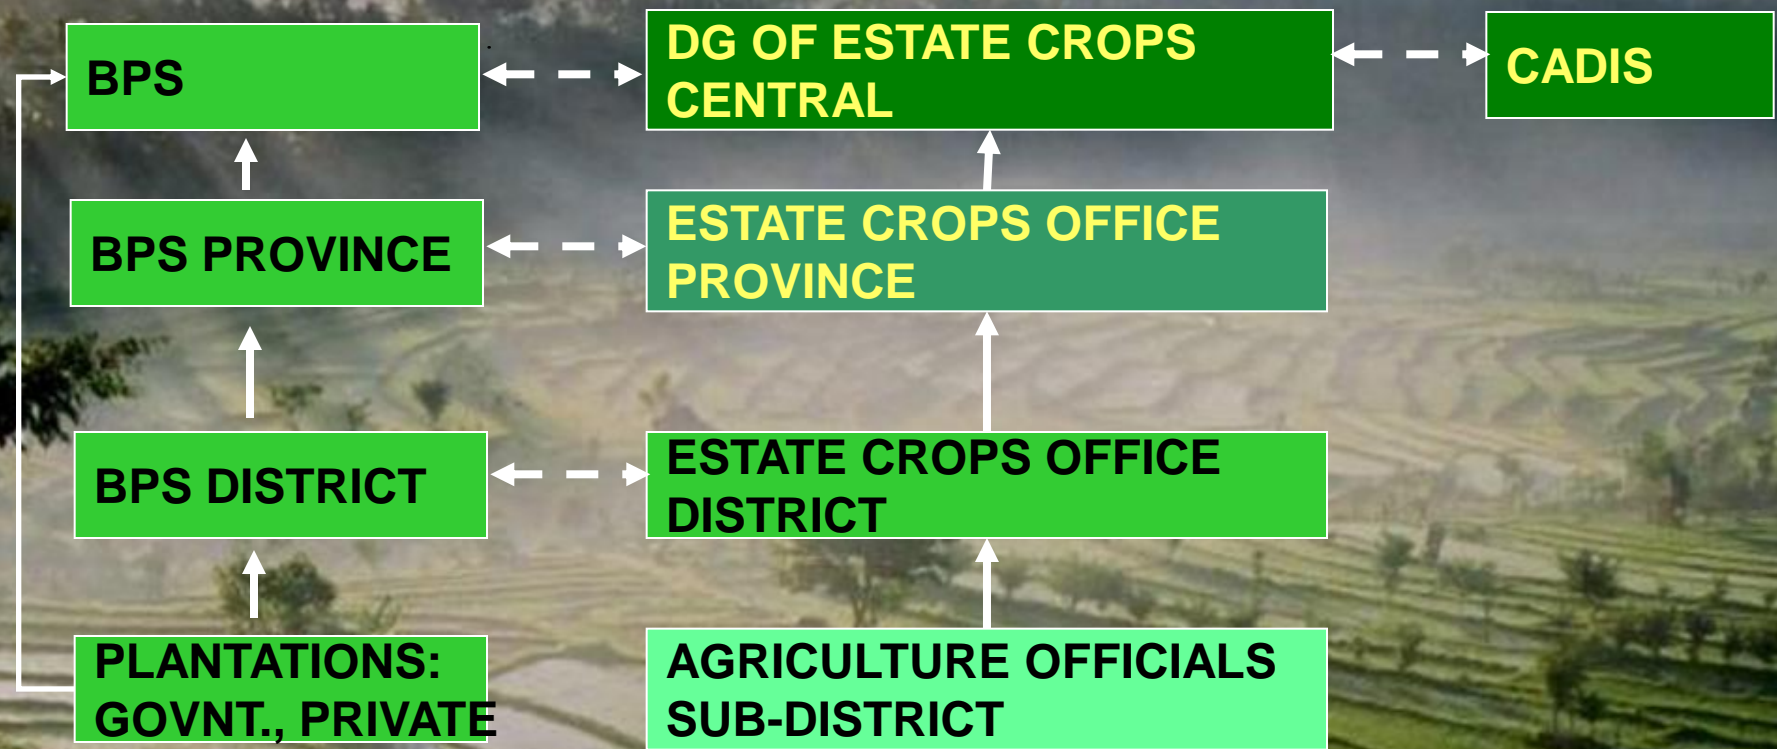 BPS
DG OF ESTATE CROPS
CENTRAL
CADIS
BPS PROVINCE
ESTATE CROPS OFFICE
PROVINCE
BPS DISTRICT
ESTATE CROPS OFFICE
DISTRICT
PLANTATIONS:
GOVNT., PRIVATE
AGRICULTURE OFFICIALS
SUB-DISTRICT